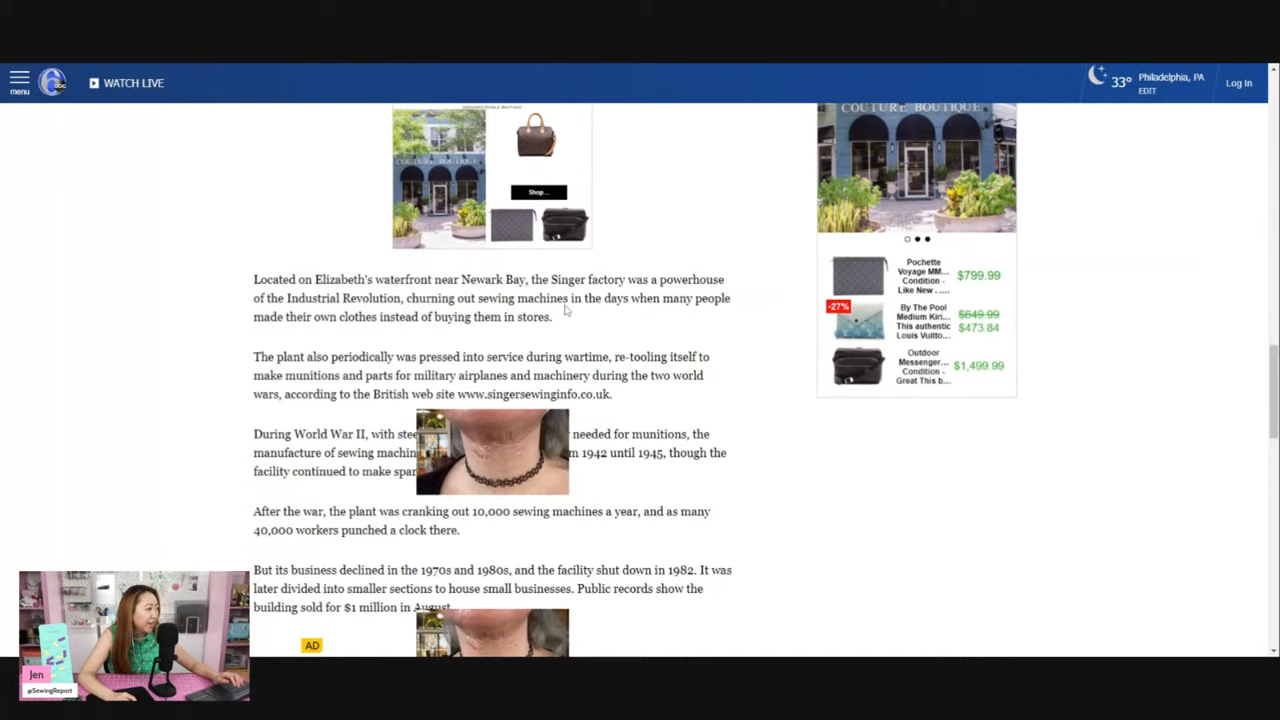 menu
6abc
WATCH LIVE
33°
Philadelphia, PA
EDIT
Log In
DESIGNER RESALE BOUTIQUE
COUTURE BOUTIQUE
Shop...
COUTURE BOUTIQUE
Pochette
Voyage MM...
Condition -
Like New . ...
$799.99
-27%
By The Pool
Medium Kiri...
This authentic
Louis Vuitto...
$649.99
$473.84
Outdoor
Messenger...
Condition -
Great This b...
$1,499.99
Located on Elizabeth's waterfront near Newark Bay, the Singer factory was a powerhouse
of the Industrial Revolution, churning out sewing machines in the days when many people
made their own clothes instead of buying them in stores.
The plant also periodically was pressed into service during wartime, re-tooling itself to
make munitions and parts for military airplanes and machinery during the two world
wars, according to the British web site www.singersewinginfo.co.uk.
During World War II, with stee needed for munitions, the
manufacture of sewing machin m 1942 until 1945, though the
facility continued to make spar
After the war, the plant was cranking out 10,000 sewing machines a year, and as many
40,000 workers punched a clock there.
But its business declined in the 1970s and 1980s, and the facility shut down in 1982. It was
later divided into smaller sections to house small businesses. Public records show the
building sold for $1 million in August.
AD
Jen
@SewingReport